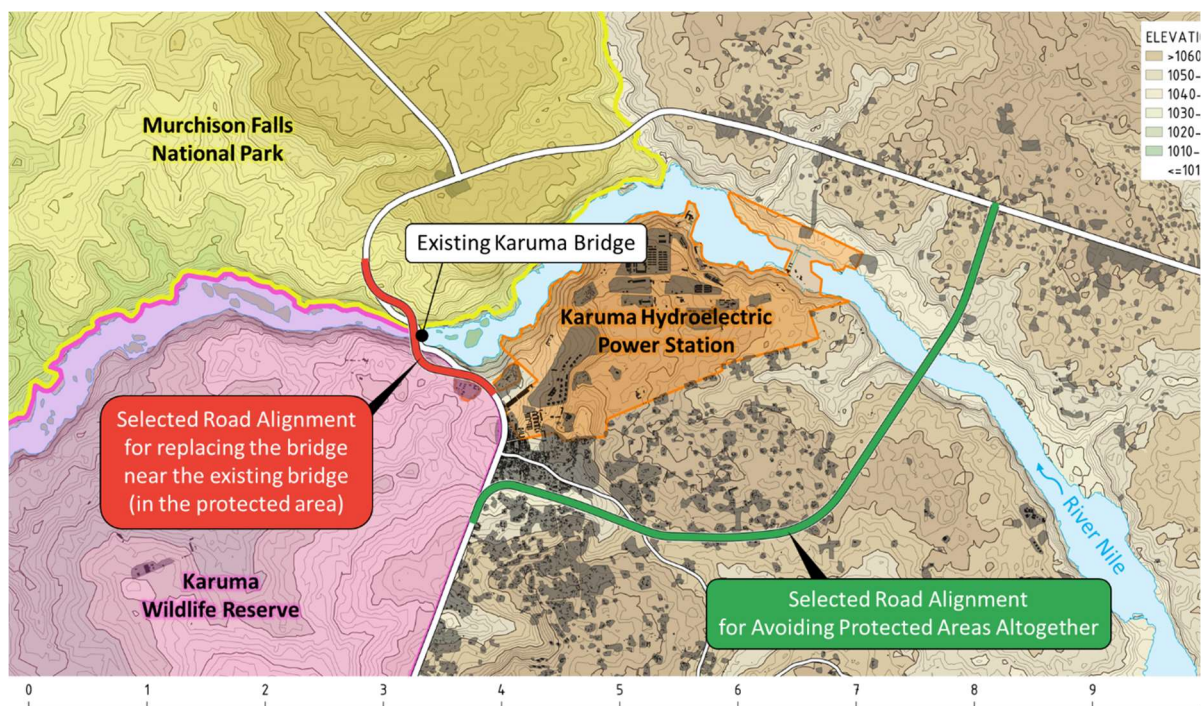 ELEVATI
>1060
1050-
1040-
1030-
1020-
1010-
<=101
Murchison Falls
National Park
Existing Karuma Bridge
Karuma Hydroelectric
Power Station
Selected Road Alignment
for replacing the bridge
near the existing bridge
(in the protected area)
River Nile
Karuma
Wildlife Reserve
Selected Road Alignment
for Avoiding Protected Areas Altogether
0 1 2 3 4 5 6 7 8 9